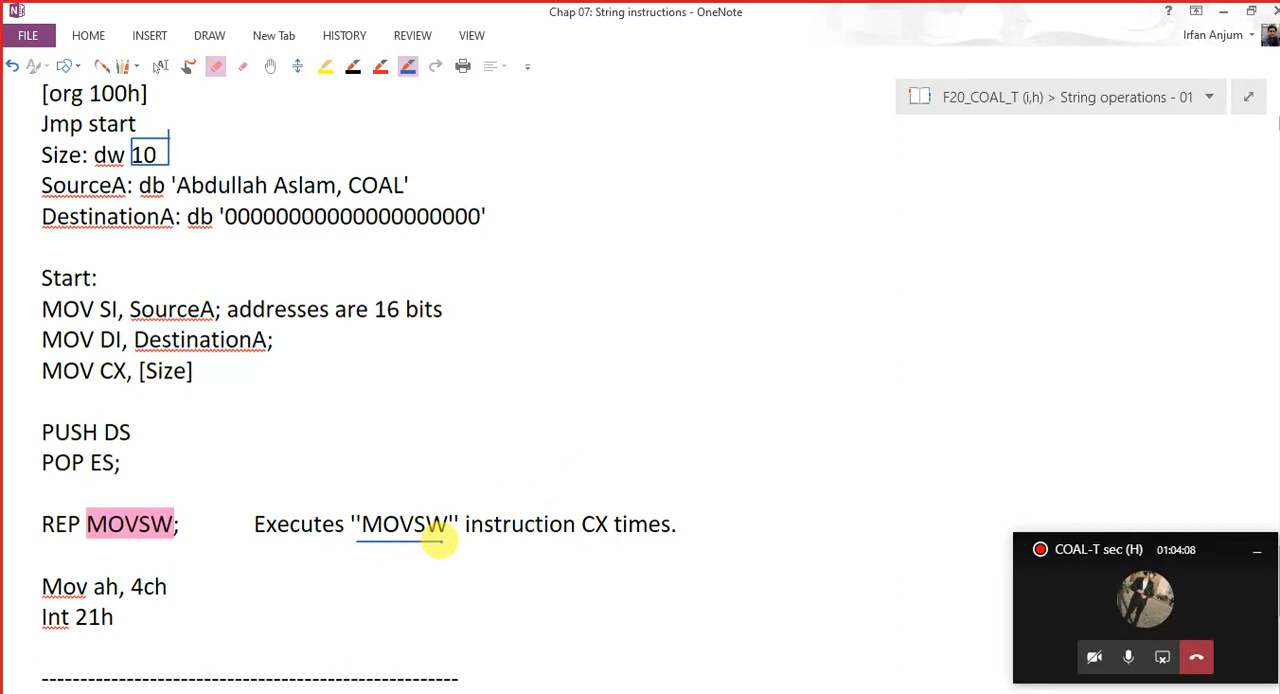 Chap 07: String instructions - OneNote
?
FILE HOME INSERT DRAW New Tab HISTORY REVIEW VIEW
Irfan Anjum
F20_COAL_T (i,h) > String operations - 01
[org 100h]
Jmp start
Size: dw 10
SourceA: db 'Abdullah Aslam, COAL'
DestinationA: db '00000000000000000000'
Start:
MOV SI, SourceA; addresses are 16 bits
MOV DI, DestinationA;
MOV CX, [Size]
PUSH DS
POP ES;
REP MOVSW; Executes ''MOVSW'' instruction CX times.
Mov ah, 4ch
Int 21h
----------------------------------------------------
COAL-T sec (H) 01:04:08